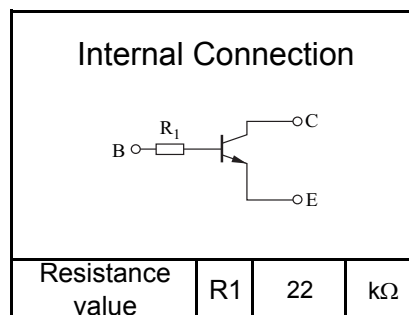 Internal Connection
R1
C
B
E
Resistance value R1 22 kΩ